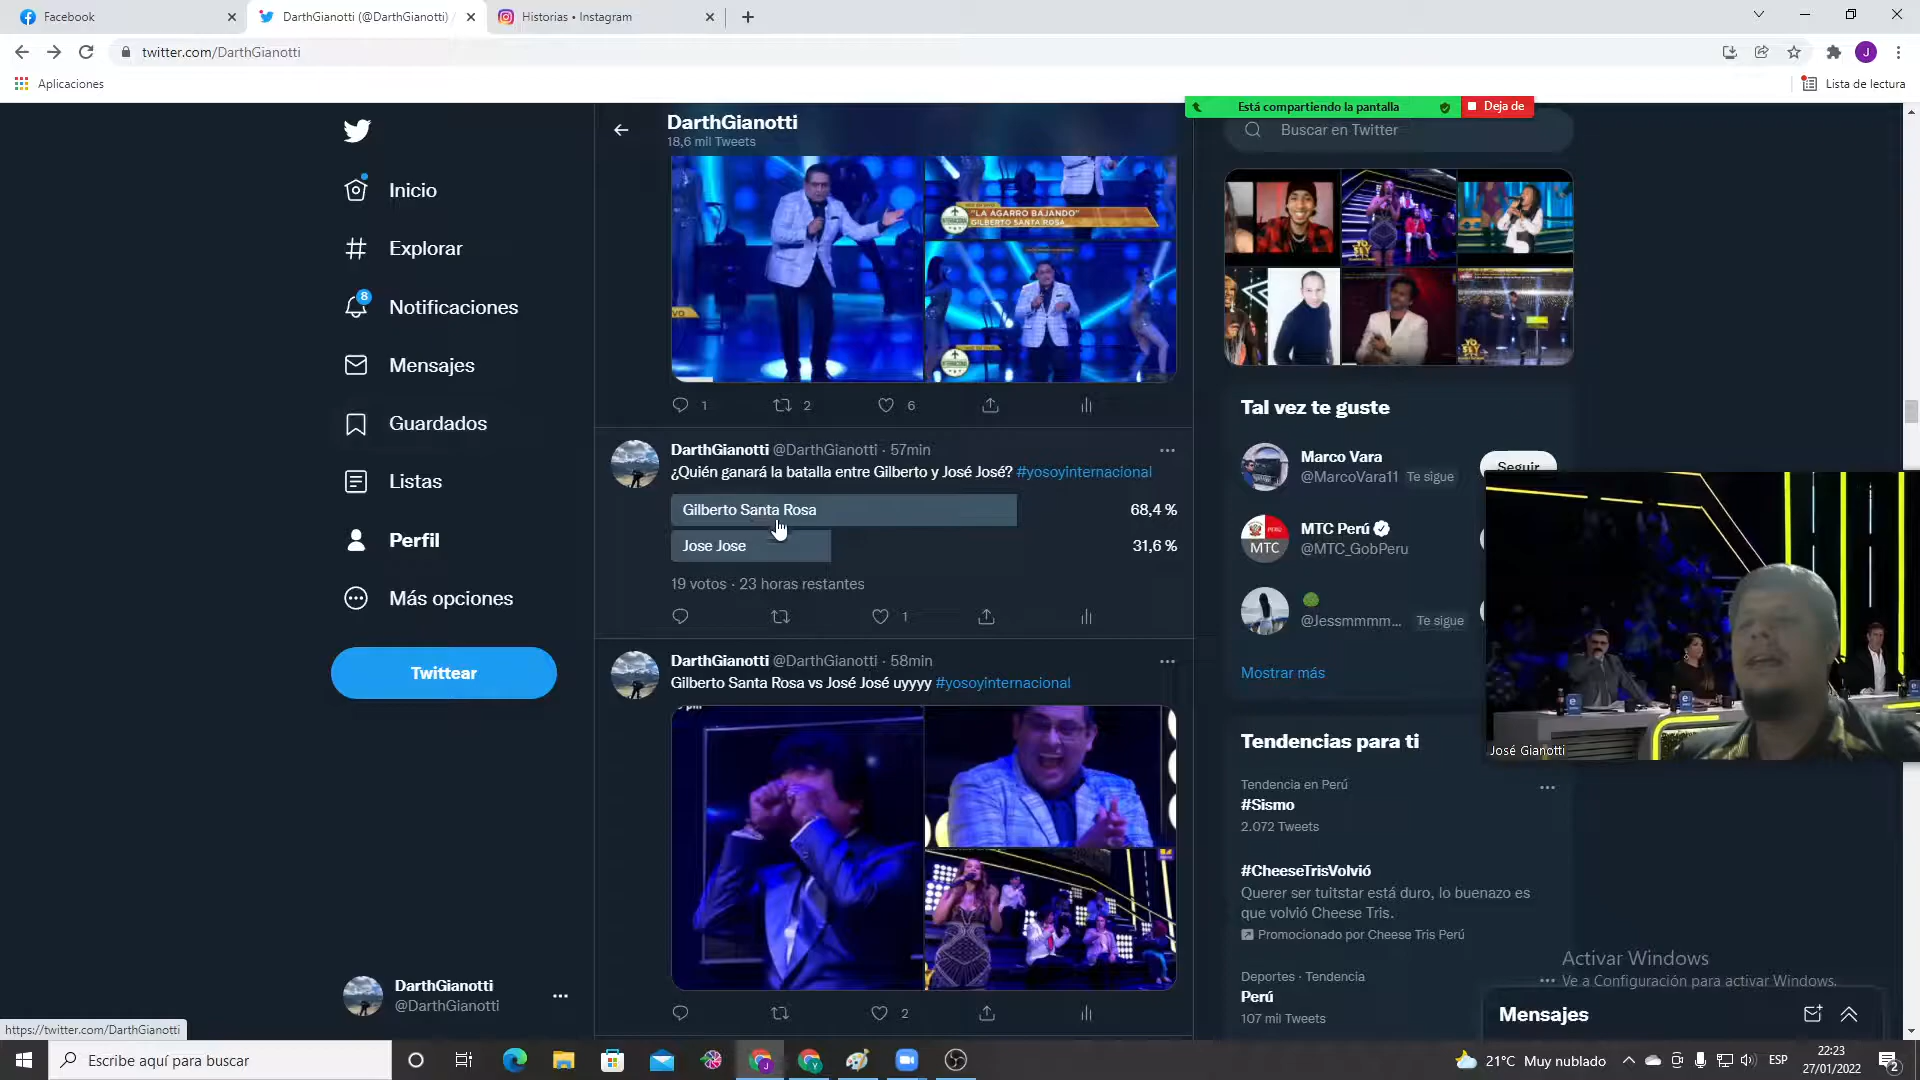 Facebook
DarthGianotti (@DarthGianotti) /
Historias • Instagram
twitter.com/DarthGianotti
J
Aplicaciones
Lista de lectura
Está compartiendo la pantalla
Deja de
DarthGianotti
18,6 mil Tweets
Buscar en Twitter
Inicio
Explorar
8
Notificaciones
Mensajes
Guardados
Listas
Perfil
Más opciones
Twittear
DarthGianotti
@DarthGianotti
https://twitter.com/DarthGianotti
"LA AGARRO BAJANDO"
GILBERTO SANTA ROSA
1
2
6
DarthGianotti @DarthGianotti · 57min
¿Quién ganará la batalla entre Gilberto y José José? #yosoyinternacional
Gilberto Santa Rosa
68,4 %
Jose Jose
31,6 %
19 votos · 23 horas restantes
1
DarthGianotti @DarthGianotti · 58min
Gilberto Santa Rosa vs José José uyyyy #yosoyinternacional
2
YO SOY
YO SOY
Tal vez te guste
Marco Vara
@MarcoVara11 Te sigue
Seguir
MTC
MTC Perú
@MTC_GobPeru
@Jessmmmm... Te sigue
Mostrar más
José Gianotti
Tendencias para ti
Tendencia en Perú
#Sismo
2.072 Tweets
#CheeseTrisVolvió
Querer ser tuitstar está duro, lo buenazo es
que volvió Cheese Tris.
Promocionado por Cheese Tris Perú
Deportes · Tendencia
Perú
107 mil Tweets
Activar Windows
Ve a Configuración para activar Windows.
Mensajes
Escribe aquí para buscar
21°C Muy nublado
ESP
22:23
27/01/2022
2